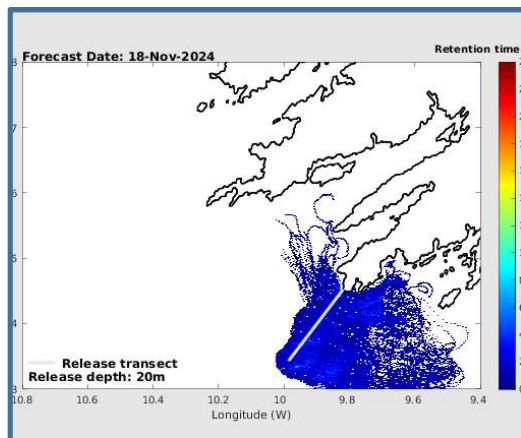 Forecast Date: 18-Nov-2024
Retention time
Release transect
Release depth: 20m
10.8 10.6 10.4 10.2 10 9.8 9.6 9.4
Longitude (W)